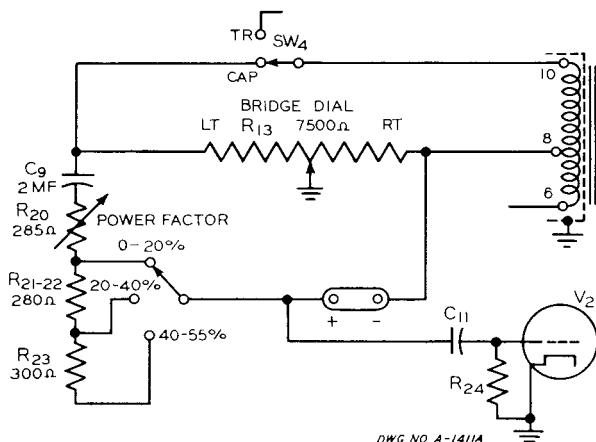 TR
SW4
CAP
10
BRIDGE DIAL
LT R13 7500Ω RT
8
C9
2 MF
6
R20
285Ω
POWER FACTOR
0-20%
R21-22
280Ω
20-40%
+ -
C11
V2
40-55%
R23
300Ω
R24
DWG NO A-1411A